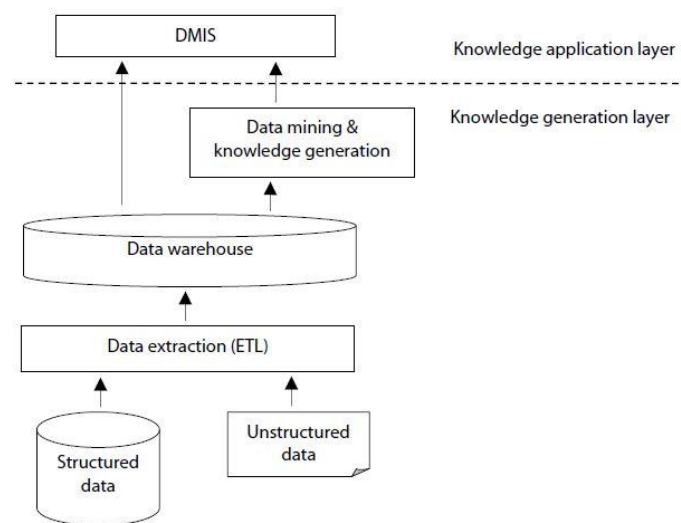 DMIS
Knowledge application layer
Knowledge generation layer
Data mining &
knowledge generation
Data warehouse
Data extraction (ETL)
Structured
data
Unstructured
data